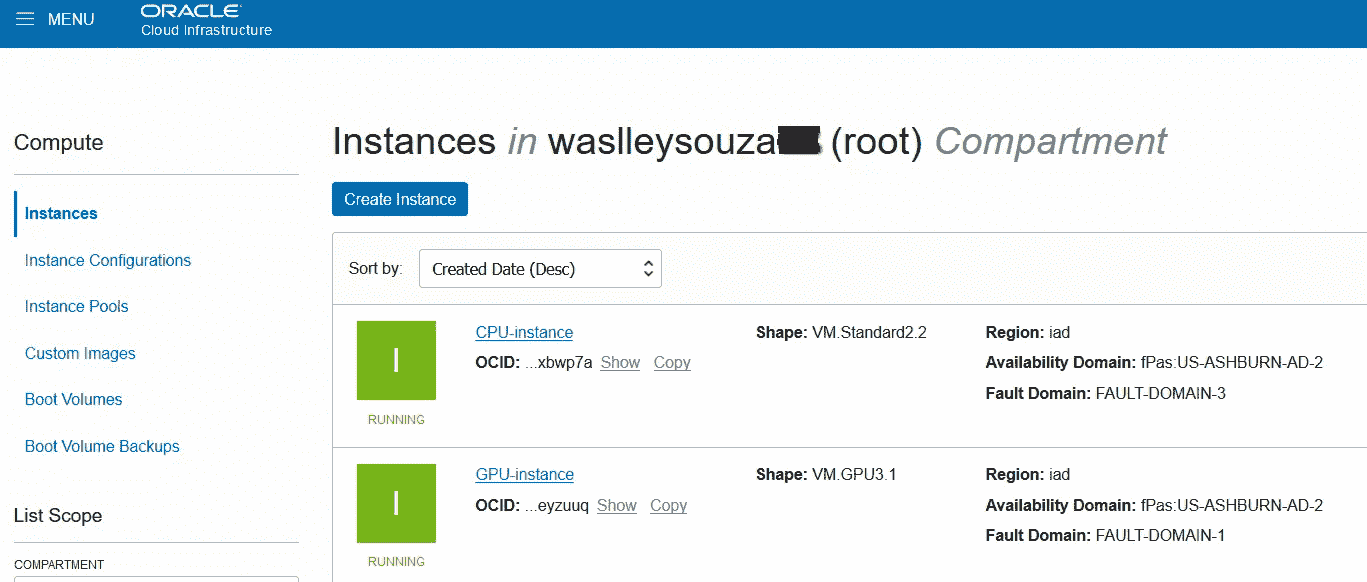 MENU
ORACLE
Cloud Infrastructure
Compute
Instances
Instance Configurations
Instance Pools
Custom Images
Boot Volumes
Boot Volume Backups
List Scope
COMPARTMENT
Instances in waslleysouza (root) Compartment
Create Instance
Sort by: Created Date (Desc)
I
RUNNING
CPU-instance
OCID: ...xbwp7a Show Copy
Shape: VM.Standard2.2
Region: iad
Availability Domain: fPas:US-ASHBURN-AD-2
Fault Domain: FAULT-DOMAIN-3
I
RUNNING
GPU-instance
OCID: ...eyzuuq Show Copy
Shape: VM.GPU3.1
Region: iad
Availability Domain: fPas:US-ASHBURN-AD-2
Fault Domain: FAULT-DOMAIN-1